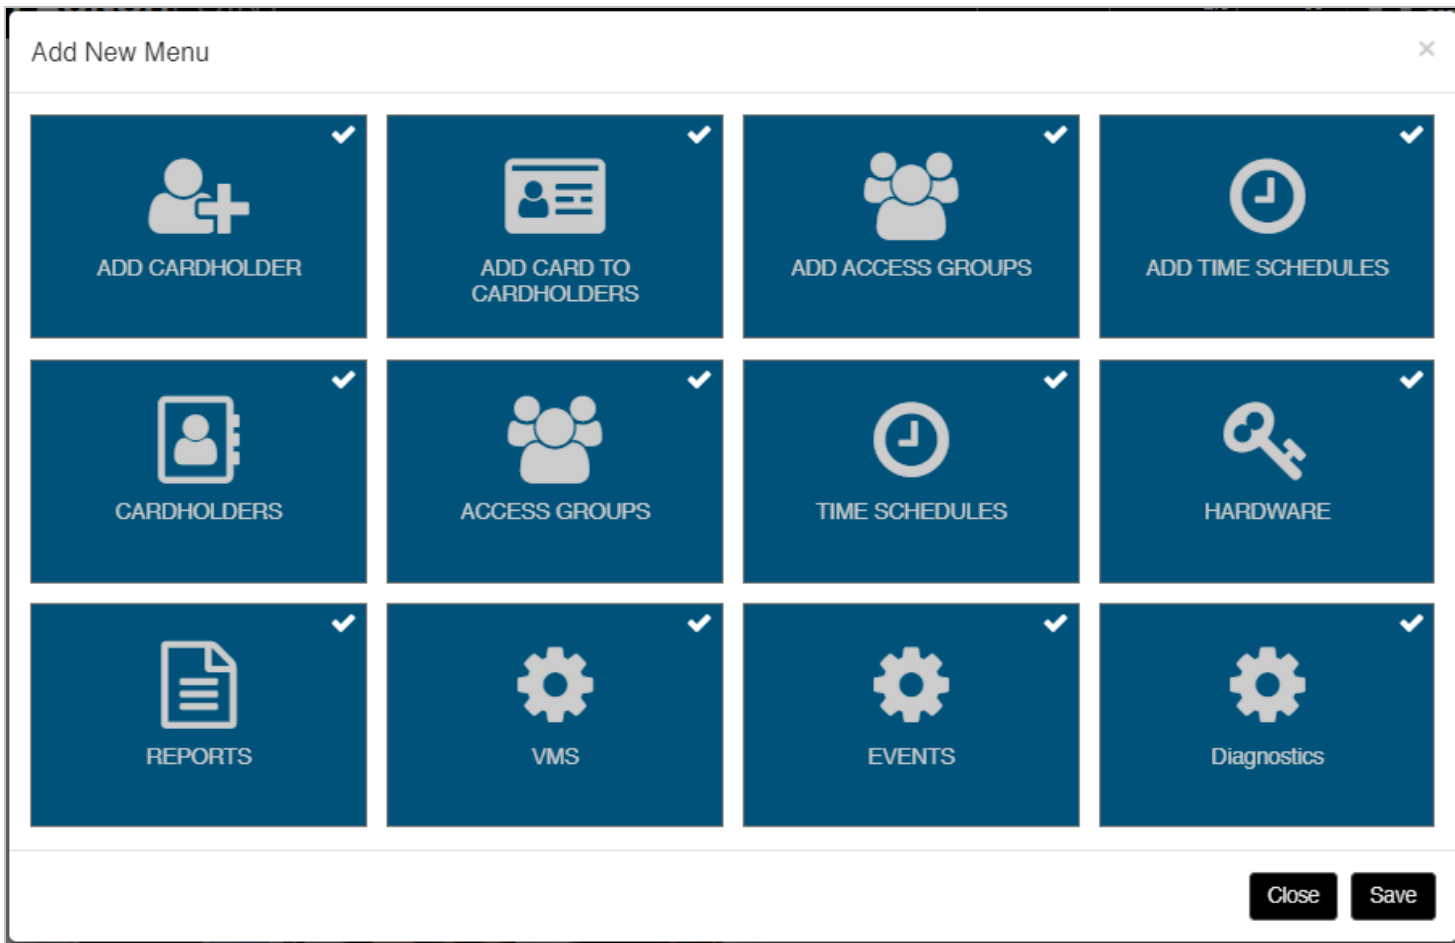 Add New Menu
×
ADD CARDHOLDER
ADD CARD TO
CARDHOLDERS
ADD ACCESS GROUPS
ADD TIME SCHEDULES
CARDHOLDERS
ACCESS GROUPS
TIME SCHEDULES
HARDWARE
REPORTS
VMS
EVENTS
Diagnostics
Close
Save